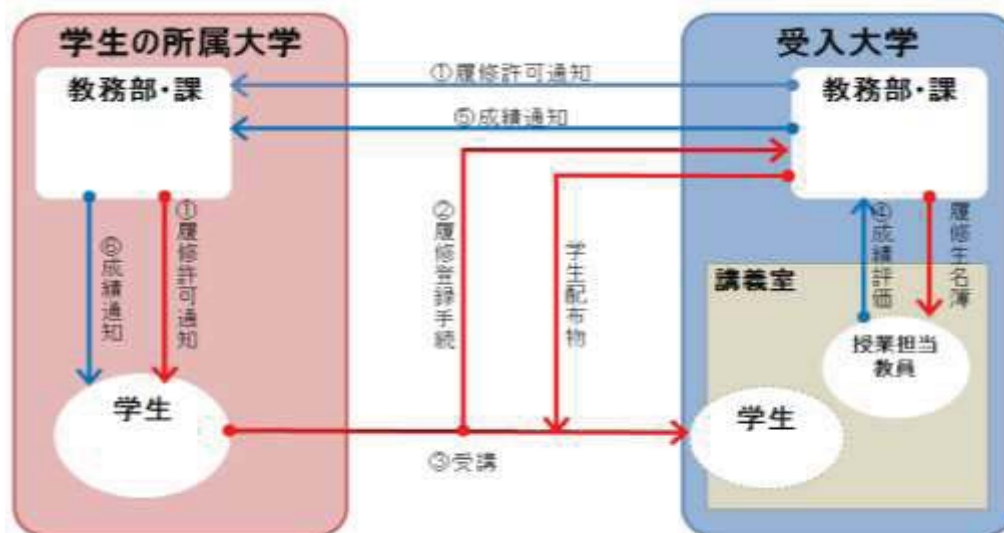 学生の所属大学
受入大学
教務部・課
①履修許可通知
教務部・課
⑤成績通知
⑥成績通知
①履修許可通知
②履修登録手続
学生配布物
④成績評価
履修生名簿
講義室
授業担当
教員
学生
学生
③受講